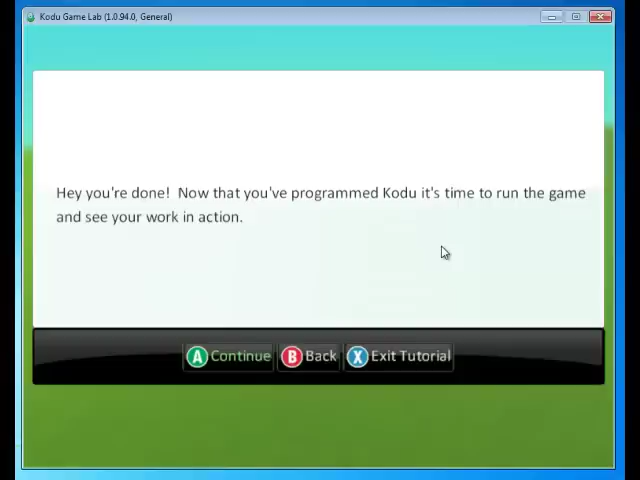 Kodu Game Lab (1.0.94.0, General)
Hey you're done!  Now that you've programmed Kodu it's time to run the game
and see your work in action.
A Continue B Back X Exit Tutorial